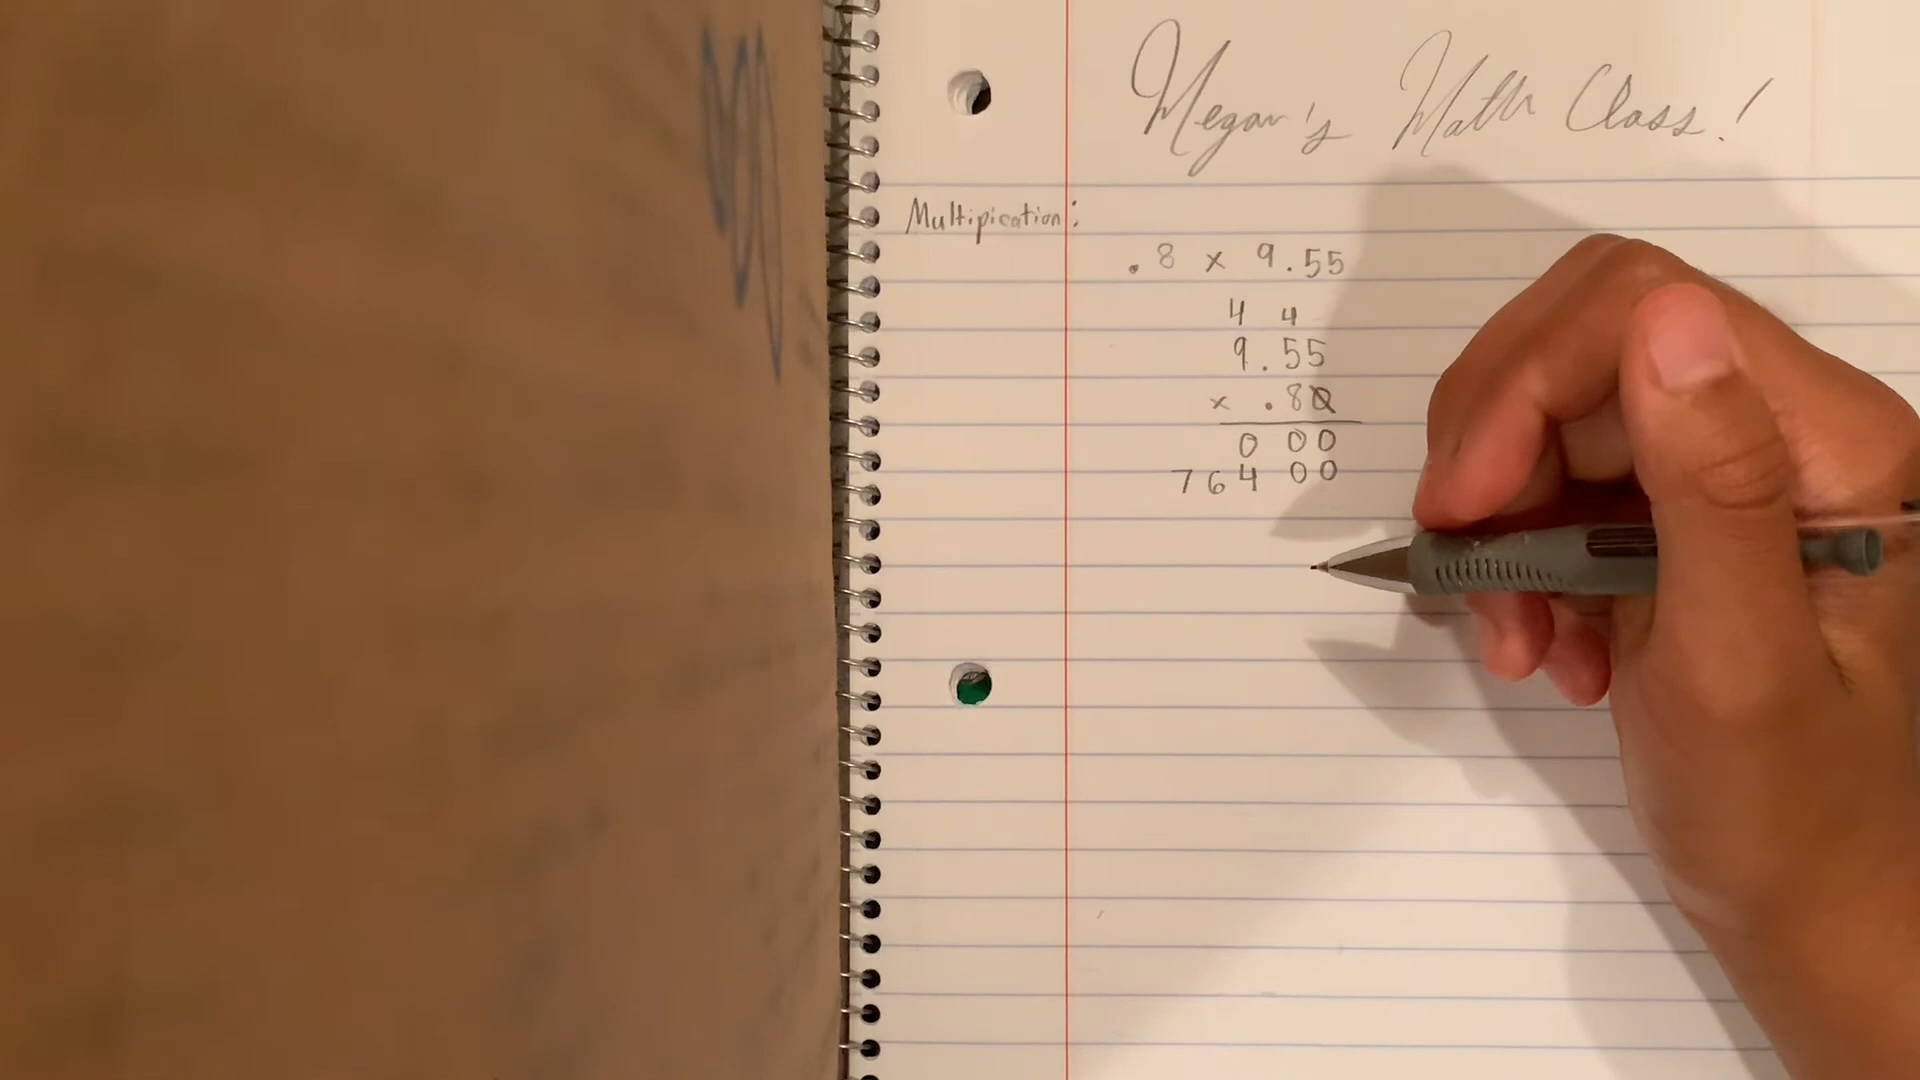 Megan's Math Class!
Multipication:
.8 x 9.55
4 4
9.55
x .80
0 00
764 00